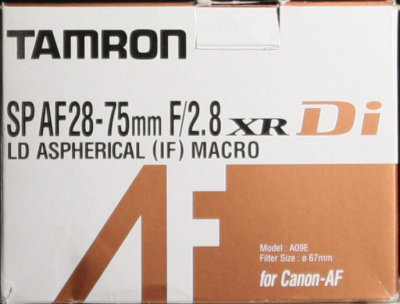 TAMRON
SP AF28-75mm F/2.8 XR Di
LD ASPHERICAL (IF) MACRO
AF
Model : A09E
Filter Size : ø 67mm
for Canon-AF